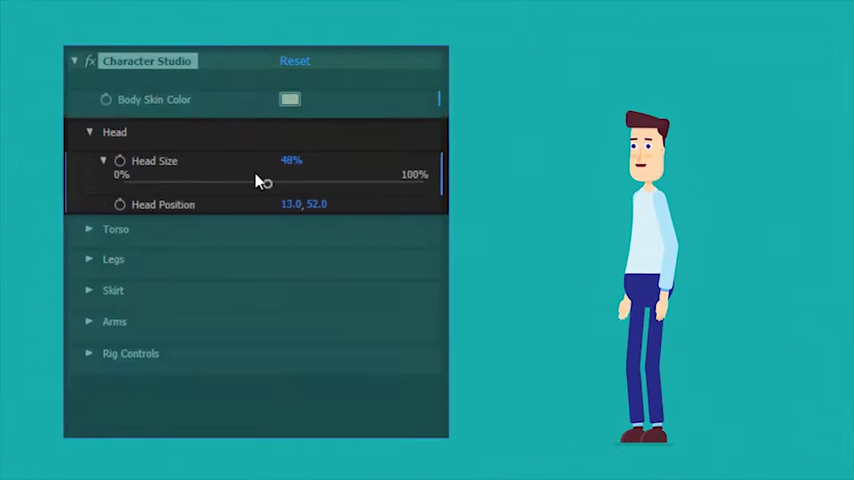 fx Character Studio Reset
Body Skin Color
Head
Head Size 48%
0% 100%
Head Position 13.0, 52.0
Torso
Legs
Skirt
Arms
Rig Controls